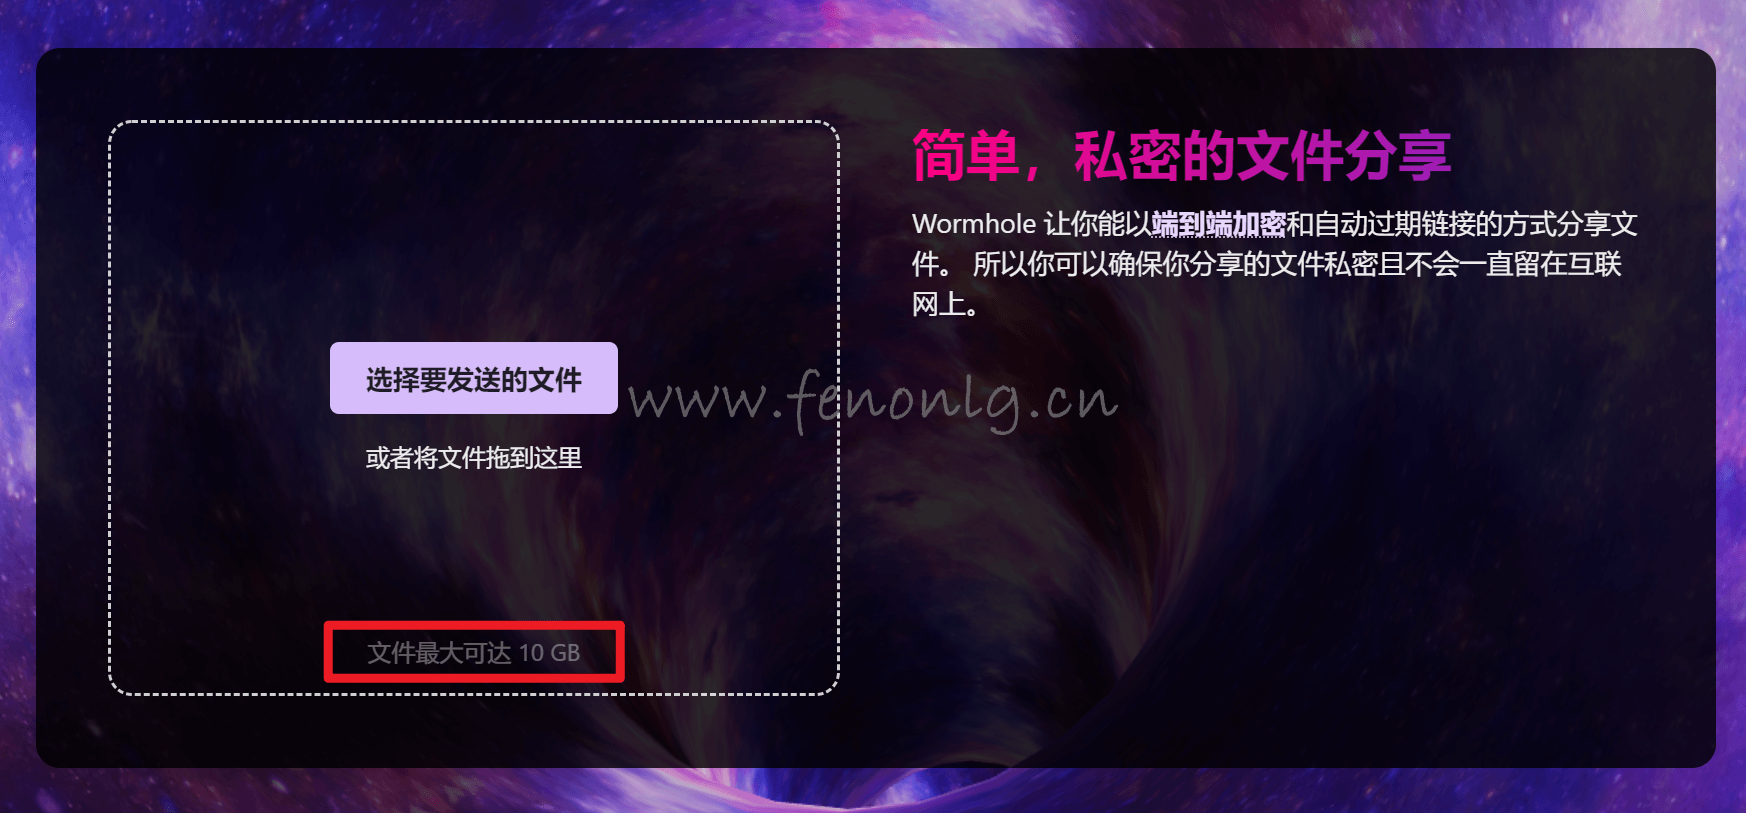 选择要发送的文件
或者将文件拖到这里
文件最大可达 10 GB
简单，私密的文件分享
Wormhole 让你能以端到端加密和自动过期链接的方式分享文
件。 所以你可以确保你分享的文件私密且不会一直留在互联
网上。
www.fenonlg.cn